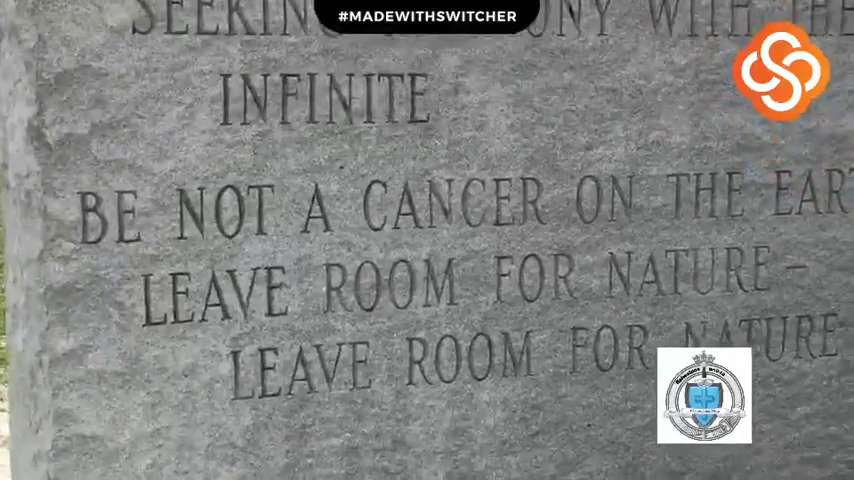 #MADEWITHSWITCHER
SEEKING HARMONY WITH THE
INFINITE
BE NOT A CANCER ON THE EART
LEAVE ROOM FOR NATURE –
LEAVE ROOM FOR NATURE